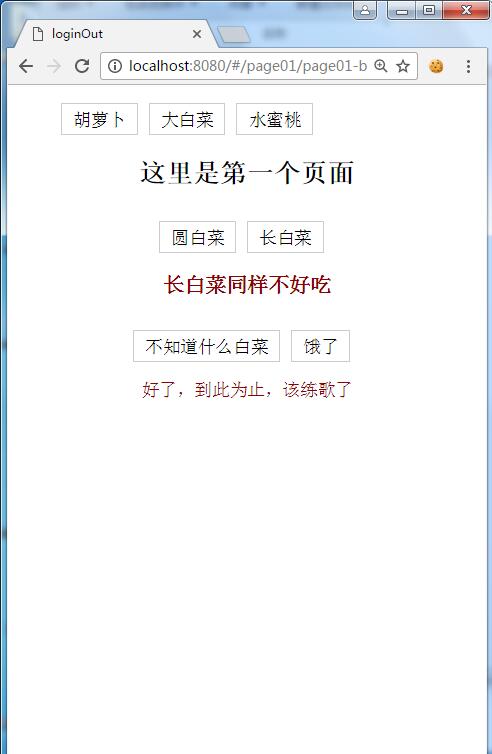 loginOut
localhost:8080/#/page01/page01-b
胡萝卜 大白菜 水蜜桃
这里是第一个页面
圆白菜 长白菜
长白菜同样不好吃
不知道什么白菜 饿了
好了，到此为止，该练歌了